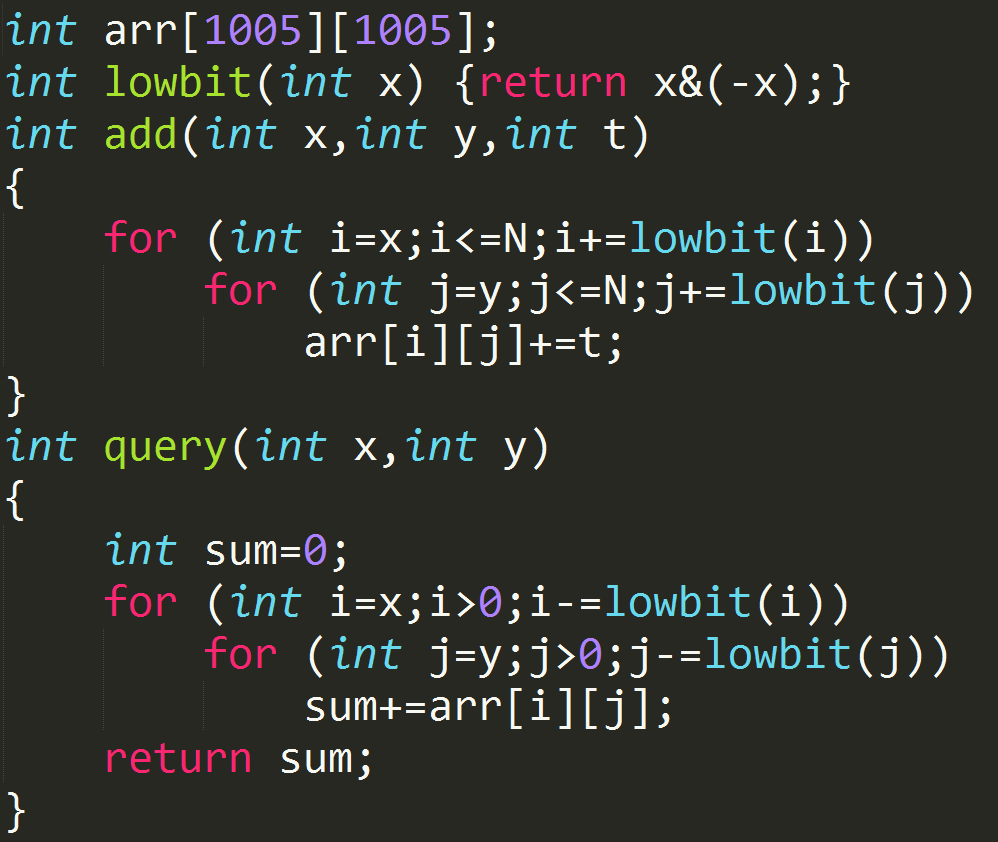 int arr[1005][1005];
int lowbit(int x) {return x&(-x);}
int add(int x,int y,int t)
{
    for (int i=x;i<=N;i+=lowbit(i))
        for (int j=y;j<=N;j+=lowbit(j))
            arr[i][j]+=t;
}
int query(int x,int y)
{
    int sum=0;
    for (int i=x;i>0;i-=lowbit(i))
        for (int j=y;j>0;j-=lowbit(j))
            sum+=arr[i][j];
    return sum;
}